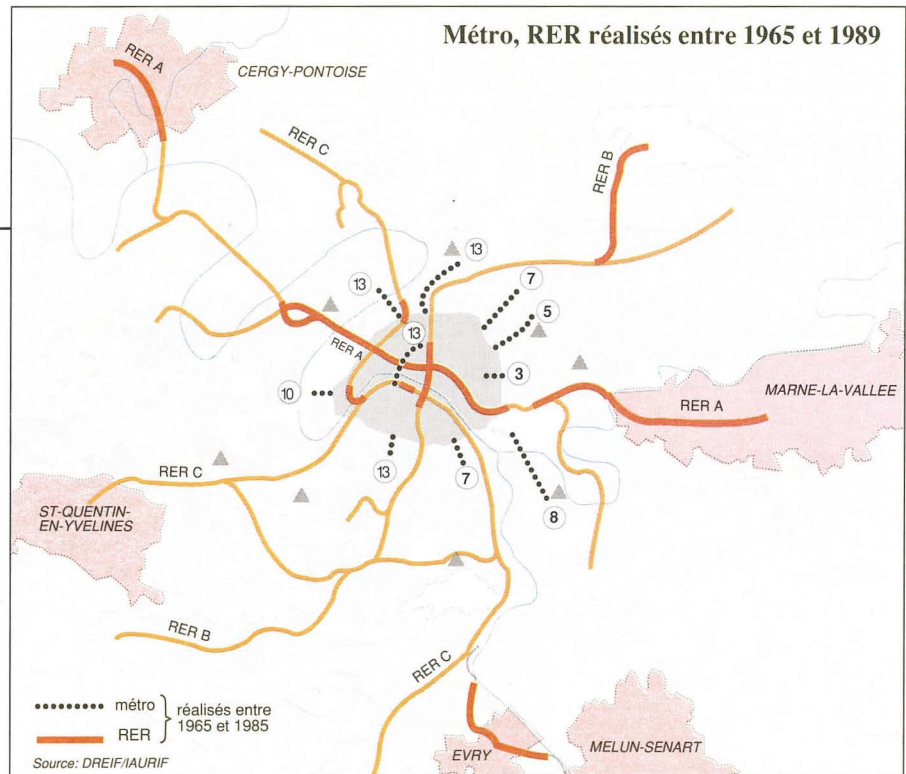 Métro, RER réalisés entre 1965 et 1989
RER A
CERGY-PONTOISE
RER C
RER B
13
13
7
5
13
RER A
3
10
MARNE-LA-VALLEE
RER A
RER C
13
7
8
ST-QUENTIN-
EN-YVELINES
RER B
RER C
métro
RER
réalisés entre
1965 et 1985
EVRY
MELUN-SENART
Source: DREIF/IAURIF